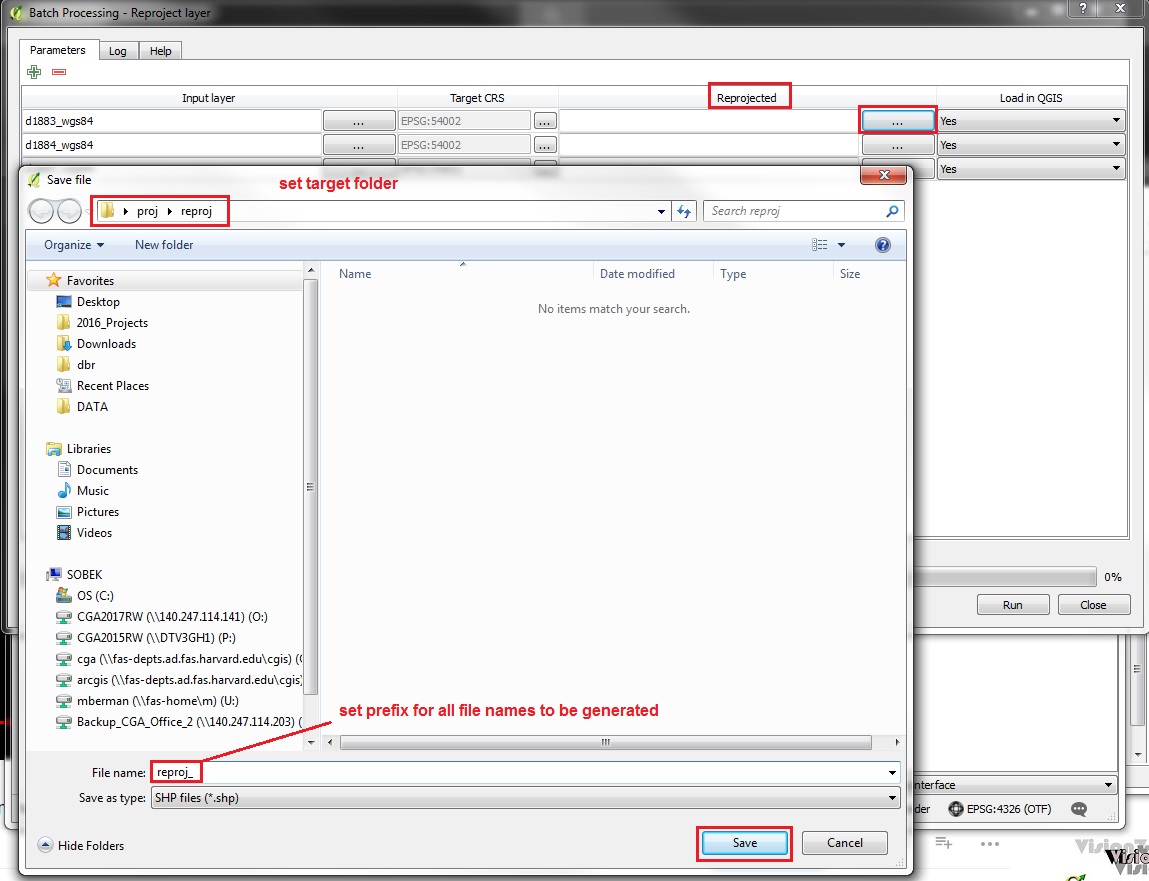 Batch Processing - Reproject layer
Parameters Log Help
Input layer Target CRS Reprojected Load in QGIS
d1883_wgs84 ... EPSG:54002 ... ... Yes
d1884_wgs84 ... EPSG:54002 ... ... Yes
Yes
Save file
set target folder
proj reproj Search reproj
Organize New folder
Name Date modified Type Size
No items match your search.
Favorites
Desktop
2016_Projects
Downloads
dbr
Recent Places
DATA
Libraries
Documents
Music
Pictures
Videos
SOBEK
OS (C:)
CGA2017RW (\\140.247.114.141) (O:)
CGA2015RW (\\DTV3GH1) (P:)
cga (\\fas-depts.ad.fas.harvard.edu\cgis) (
arcgis (\\fas-depts.ad.fas.harvard.edu\cgis)
mberman (\\fas-home\m) (U:)
Backup_CGA_Office_2 (\\140.247.114.203) (
0%
Run Close
set prefix for all file names to be generated
File name: reproj_
Save as type: SHP files (*.shp)
nterface
der EPSG:4326 (OTF)
Hide Folders
Save Cancel